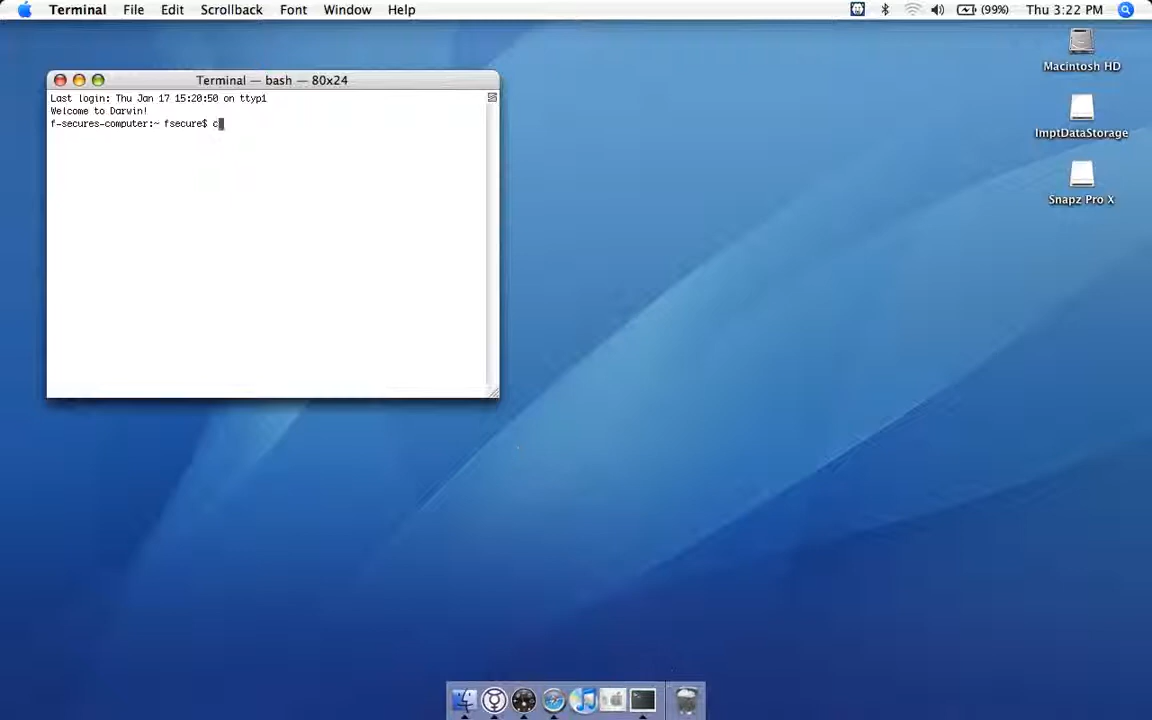 Terminal File Edit Scrollback Font Window Help (99%) Thu 3:22 PM
Macintosh HD
ImptDataStorage
Snapz Pro X
Terminal — bash — 80x24
Last login: Thu Jan 17 15:20:50 on ttyp1
Welcome to Darwin!
f-secures-computer:~ fsecure$ c